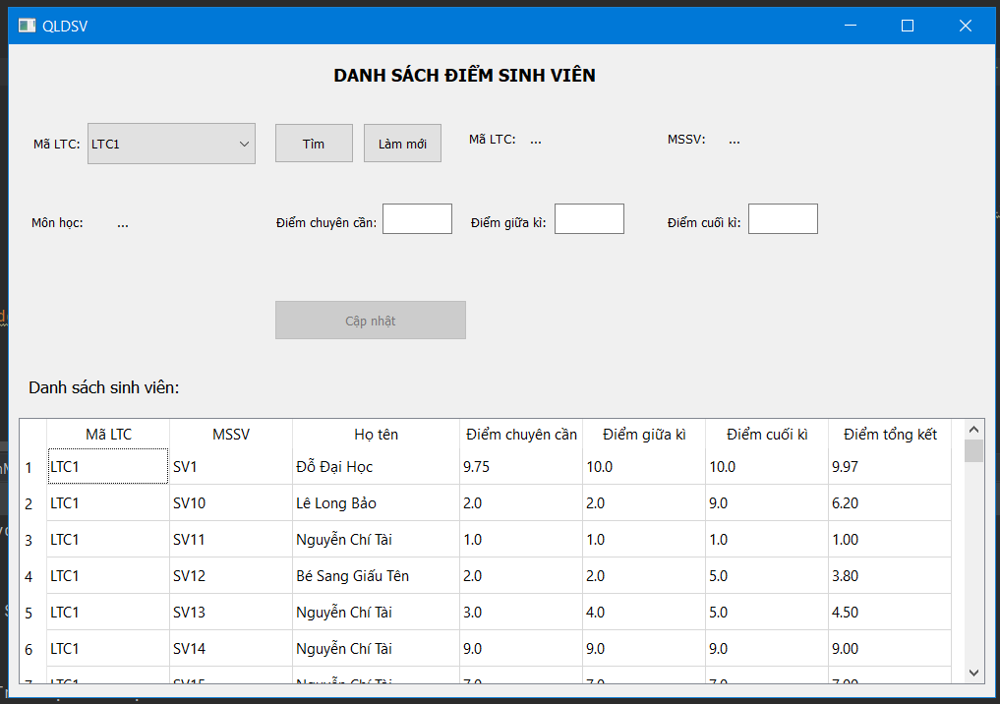 QLDSV
DANH SÁCH ĐIỂM SINH VIÊN
Mã LTC: LTC1 Tìm Làm mới Mã LTC: ... MSSV: ...
Môn học: ... Điểm chuyên cần: Điểm giữa kì: Điểm cuối kì:
Cập nhật
Danh sách sinh viên:
Mã LTC MSSV Họ tên Điểm chuyên cần Điểm giữa kì Điểm cuối kì Điểm tổng kết
1 LTC1 SV1 Đỗ Đại Học 9.75 10.0 10.0 9.97
2 LTC1 SV10 Lê Long Bảo 2.0 2.0 9.0 6.20
3 LTC1 SV11 Nguyễn Chí Tài 1.0 1.0 1.0 1.00
4 LTC1 SV12 Bé Sang Giấu Tên 2.0 2.0 5.0 3.80
5 LTC1 SV13 Nguyễn Chí Tài 3.0 4.0 5.0 4.50
6 LTC1 SV14 Nguyễn Chí Tài 9.0 9.0 9.0 9.00
7 LTC1 SV15 Nguyễn Chí Tài 7.0 7.0 7.0 7.00